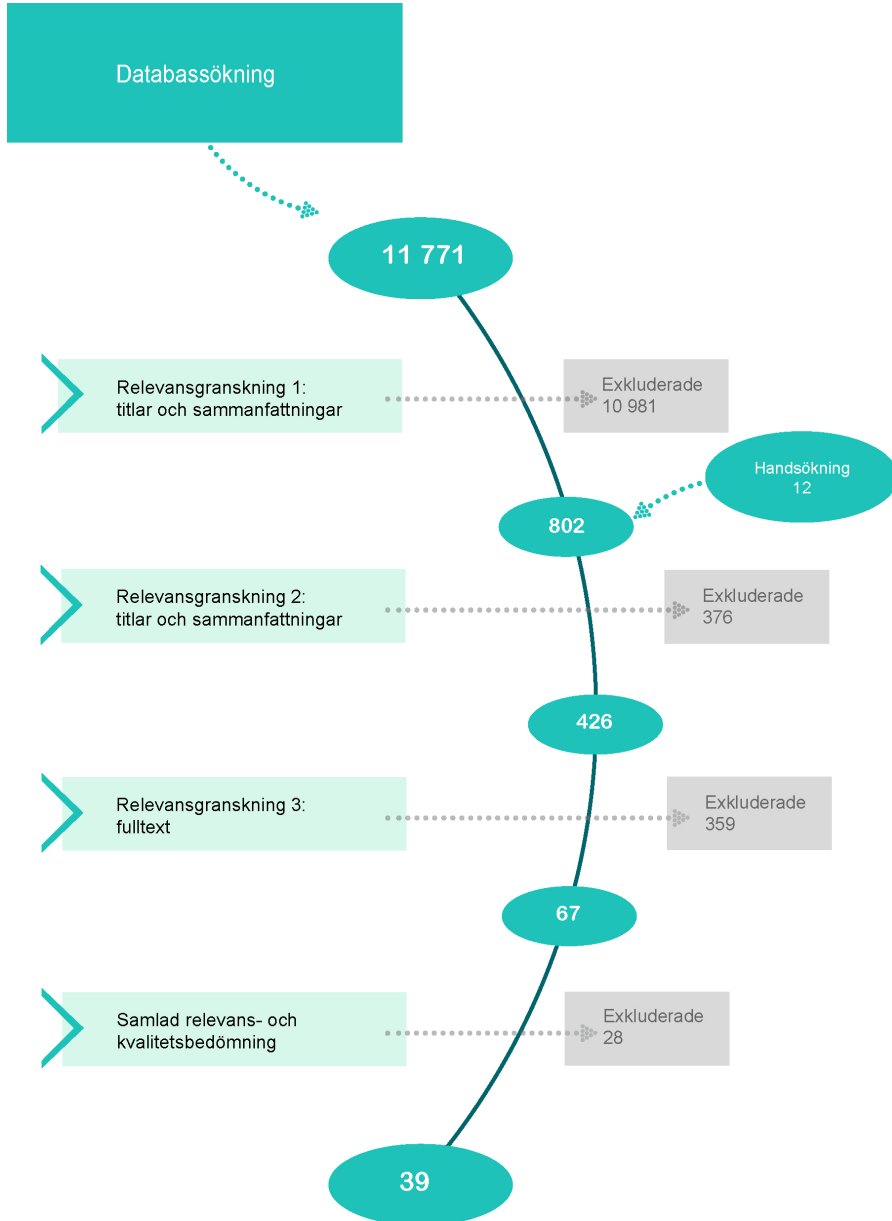 Databassökning
11 771
Relevansgranskning 1:
titlar och sammanfattningar
Exkluderade
10 981
Handsökning
12
802
Relevansgranskning 2:
titlar och sammanfattningar
Exkluderade
376
426
Relevansgranskning 3:
fulltext
Exkluderade
359
67
Samlad relevans- och
kvalitetsbedömning
Exkluderade
28
39